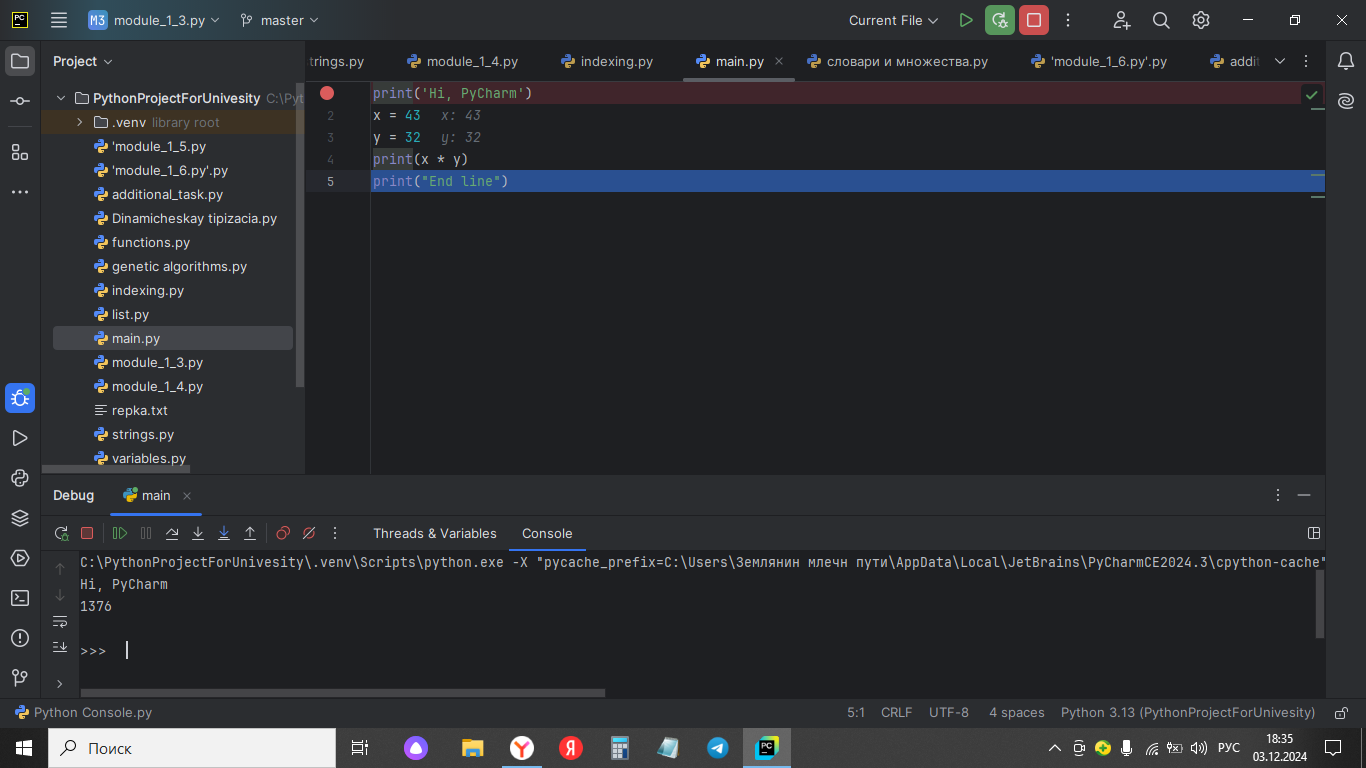 PC M3 module_1_3.py master Current File
Project
trings.py module_1_4.py indexing.py main.py словари и множества.py 'module_1_6.py'.py addit
PythonProjectForUnivesity C:\Pyt
.venv library root
'module_1_5.py
'module_1_6.py'.py
additional_task.py
Dinamicheskay tipizacia.py
functions.py
genetic algorithms.py
indexing.py
list.py
main.py
module_1_3.py
module_1_4.py
repka.txt
strings.py
variables.py
print('Hi, PyCharm')
2 x = 43 x: 43
3 y = 32 y: 32
4 print(x * y)
5 print("End line")
Debug main
Threads & Variables Console
C:\PythonProjectForUnivesity\.venv\Scripts\python.exe -X "pycache_prefix=C:\Users\Землянин млечн пути\AppData\Local\JetBrains\PyCharmCE2024.3\cpython-cache"
Hi, PyCharm
1376
>>>
Python Console.py 5:1 CRLF UTF-8 4 spaces Python 3.13 (PythonProjectForUnivesity)
Поиск Я PC РУС 18:35
03.12.2024